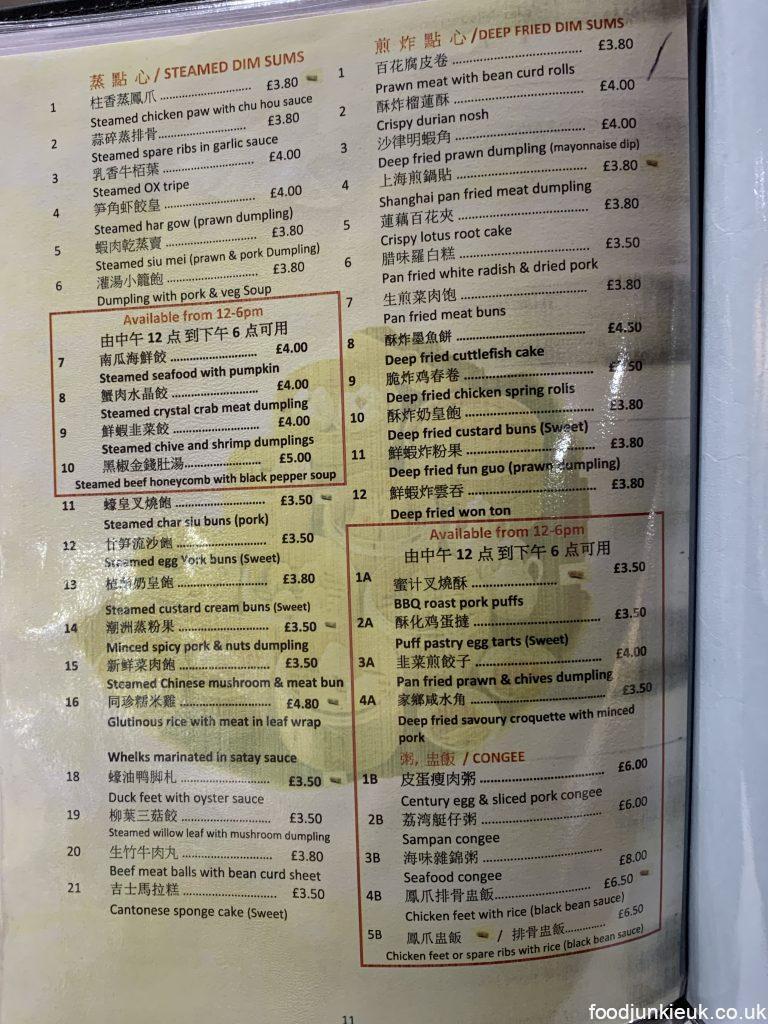 蒸 點 心 / STEAMED DIM SUMS
1 柱香蒸鳳爪 £3.80
Steamed chicken paw with chu hou sauce
2 蒜碎蒸排骨 £3.80
Steamed spare ribs in garlic sauce
3 乳香牛栢葉 £4.00
Steamed OX tripe
4 笋角虾餃皇 £4.00
Steamed har gow (prawn dumpling)
5 蝦肉乾蒸賣 £3.80
Steamed siu mei (prawn & pork Dumpling)
6 灌汤小籠飽 £3.80
Dumpling with pork & veg Soup
Available from 12-6pm
由中午 12 点 到下午 6 点可用
7 南瓜海鮮餃 £4.00
Steamed seafood with pumpkin
8 蟹肉水晶餃 £4.00
Steamed crystal crab meat dumpling
9 鮮蝦韭菜餃 £4.00
Steamed chive and shrimp dumplings
10 黑椒金錢肚汤 £5.00
Steamed beef honeycomb with black pepper soup
11 蠔皇叉燒飽 £3.50
Steamed char siu buns (pork)
12 竹笋流沙飽 £3.50
Steamed egg York buns (Sweet)
13 奶皇飽 £3.80
Steamed custard cream buns (Sweet)
14 潮洲蒸粉果 £3.50
Minced spicy pork & nuts dumpling
15 新鮮菜肉飽 £3.50
Steamed Chinese mushroom & meat bun
16 同珍糯米雞 £4.80
Glutinous rice with meat in leaf wrap
Whelks marinated in satay sauce
18 蠔油鸭脚札 £3.50
Duck feet with oyster sauce
19 柳葉三菇餃 £3.50
Steamed willow leaf with mushroom dumpling
20 生竹牛肉丸 £3.80
Beef meat balls with bean curd sheet
21 吉士馬拉糕 £3.50
Cantonese sponge cake (Sweet)
煎 炸 點 心 /DEEP FRIED DIM SUMS
1 百花腐皮卷 £3.80
Prawn meat with bean curd rolls
2 酥炸榴蓮酥 £4.00
Crispy durian nosh
3 沙律明蝦角 £4.00
Deep fried prawn dumpling (mayonnaise dip)
4 上海煎鍋貼 £3.80
Shanghai pan fried meat dumpling
5 蓮藕百花夾 £3.80
Crispy lotus root cake
6 腊味羅白糕 £3.50
Pan fried white radish & dried pork
7 生煎菜肉饱 £3.80
Pan fried meat buns
8 酥炸墨魚餅 £4.50
Deep fried cuttlefish cake
9 脆炸鸡春卷
Deep fried chicken spring rolls
10 酥炸奶皇飽 £3.80
Deep fried custard buns (Sweet)
11 鮮蝦炸粉果 £3.80
Deep fried fun guo (prawn dumpling)
12 鮮蝦炸雲吞 £3.80
Deep fried won ton
Available from 12-6pm
由中午 12 点 到下午 6 点可用
1A 蜜汁叉燒酥 £3.50
BBQ roast pork puffs
2A 酥化鸡蛋撻 £3.50
Puff pastry egg tarts (Sweet)
3A 韭菜煎餃子 £4.00
Pan fried prawn & chives dumpling
4A 家鄉咸水角 £3.50
Deep fried savoury croquette with minced
pork
粥, 盅飯 / CONGEE
1B 皮蛋瘦肉粥 £6.00
Century egg & sliced pork congee
2B 荔湾艇仔粥 £6.00
Sampan congee
3B 海味雜錦粥 £8.00
Seafood congee
4B 鳳爪排骨盅飯 £6.50
Chicken feet with rice (black bean sauce)
5B 鳳爪盅飯 / 排骨盅飯 £6.50
Chicken feet or spare ribs with rice (black bean sauce)
11
foodjunkieuk.co.uk